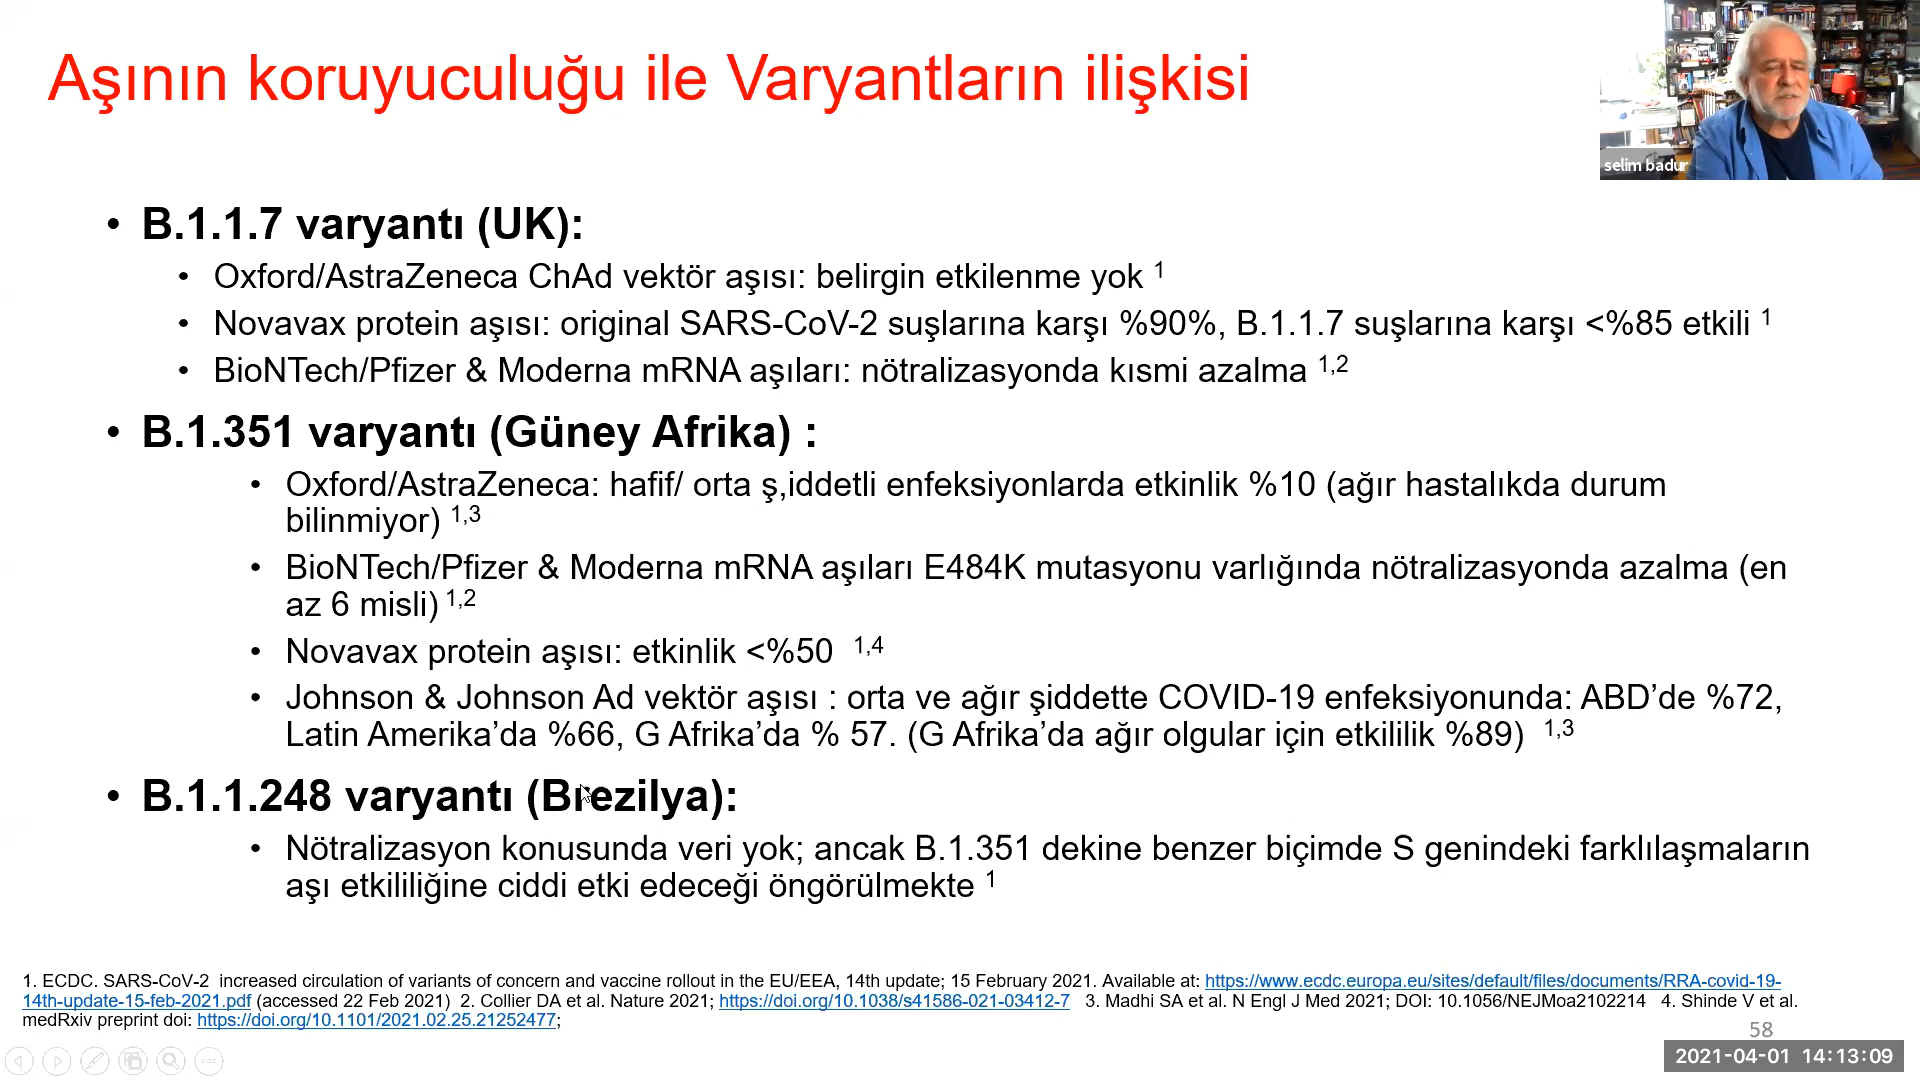 Aşının koruyuculuğu ile Varyantların ilişkisi
selim badur
• B.1.1.7 varyantı (UK):
• Oxford/AstraZeneca ChAd vektör aşısı: belirgin etkilenme yok 1
• Novavax protein aşısı: original SARS-CoV-2 suşlarına karşı %90%, B.1.1.7 suşlarına karşı <%85 etkili 1
• BioNTech/Pfizer & Moderna mRNA aşıları: nötralizasyonda kısmi azalma 1,2
• B.1.351 varyantı (Güney Afrika) :
• Oxford/AstraZeneca: hafif/ orta ş,iddetli enfeksiyonlarda etkinlik %10 (ağır hastalıkda durum
bilinmiyor) 1,3
• BioNTech/Pfizer & Moderna mRNA aşıları E484K mutasyonu varlığında nötralizasyonda azalma (en
az 6 misli) 1,2
• Novavax protein aşısı: etkinlik <%50 1,4
• Johnson & Johnson Ad vektör aşısı : orta ve ağır şiddette COVID-19 enfeksiyonunda: ABD’de %72,
Latin Amerika’da %66, G Afrika’da % 57. (G Afrika’da ağır olgular için etkililik %89) 1,3
• B.1.1.248 varyantı (Brezilya):
• Nötralizasyon konusunda veri yok; ancak B.1.351 dekine benzer biçimde S genindeki farklılaşmaların
aşı etkililiğine ciddi etki edeceği öngörülmekte 1
1. ECDC. SARS-CoV-2 increased circulation of variants of concern and vaccine rollout in the EU/EEA, 14th update; 15 February 2021. Available at: https://www.ecdc.europa.eu/sites/default/files/documents/RRA-covid-19-
14th-update-15-feb-2021.pdf (accessed 22 Feb 2021) 2. Collier DA et al. Nature 2021; https://doi.org/10.1038/s41586-021-03412-7 3. Madhi SA et al. N Engl J Med 2021; DOI: 10.1056/NEJMoa2102214 4. Shinde V et al.
medRxiv preprint doi: https://doi.org/10.1101/2021.02.25.21252477;
58
2021-04-01 14:13:09